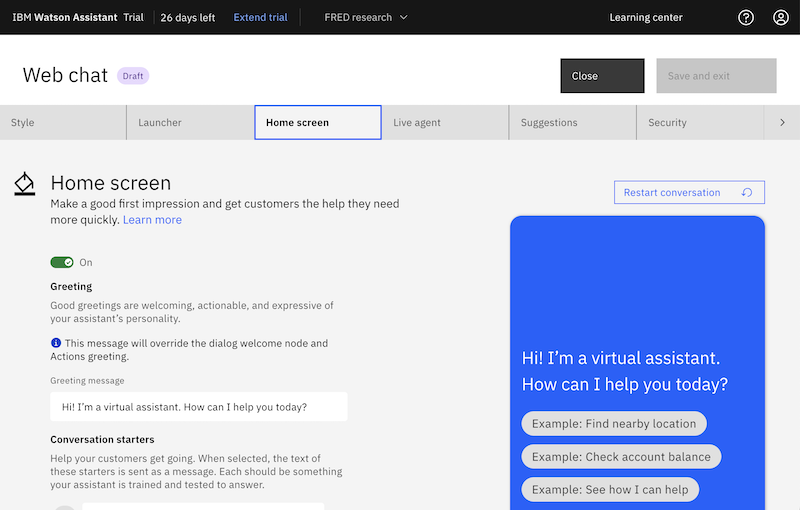 IBM Watson Assistant Trial
26 days left
Extend trial
FRED research
Learning center
Web chat
Draft
Close
Save and exit
Style
Launcher
Home screen
Live agent
Suggestions
Security
Home screen
Make a good first impression and get customers the help they need
more quickly. Learn more
On
Greeting
Good greetings are welcoming, actionable, and expressive of
your assistant's personality.
This message will override the dialog welcome node and
Actions greeting.
Greeting message
Hi! I'm a virtual assistant. How can I help you today?
Conversation starters
Help your customers get going. When selected, the text of
these starters is sent as a message. Each should be something
your assistant is trained and tested to answer.
Restart conversation
Hi! I'm a virtual assistant.
How can I help you today?
Example: Find nearby location
Example: Check account balance
Example: See how I can help